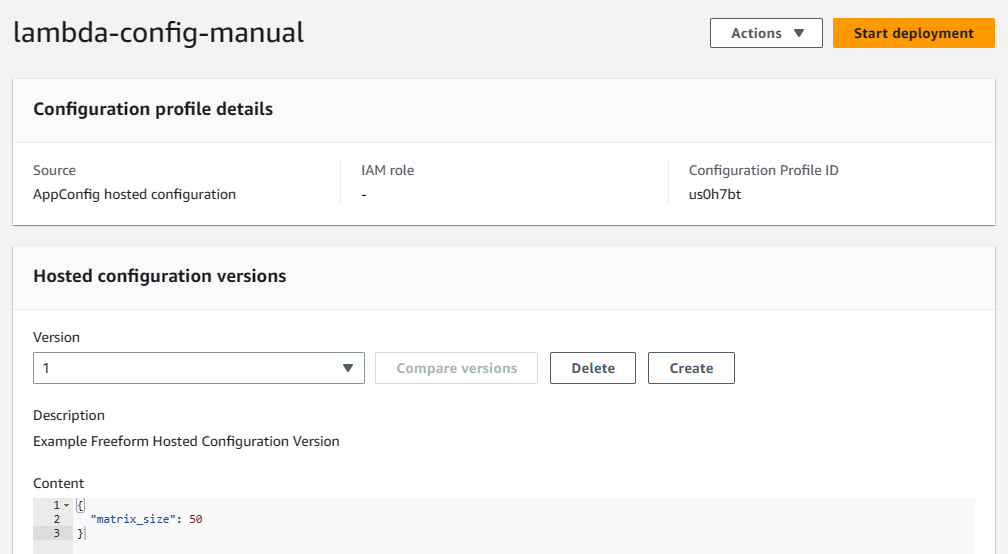 lambda-config-manual
Actions
Start deployment
Configuration profile details
Source
AppConfig hosted configuration
IAM role
-
Configuration Profile ID
us0h7bt
Hosted configuration versions
Version
1
Compare versions
Delete
Create
Description
Example Freeform Hosted Configuration Version
Content
1 {
2 "matrix_size": 50
3 }